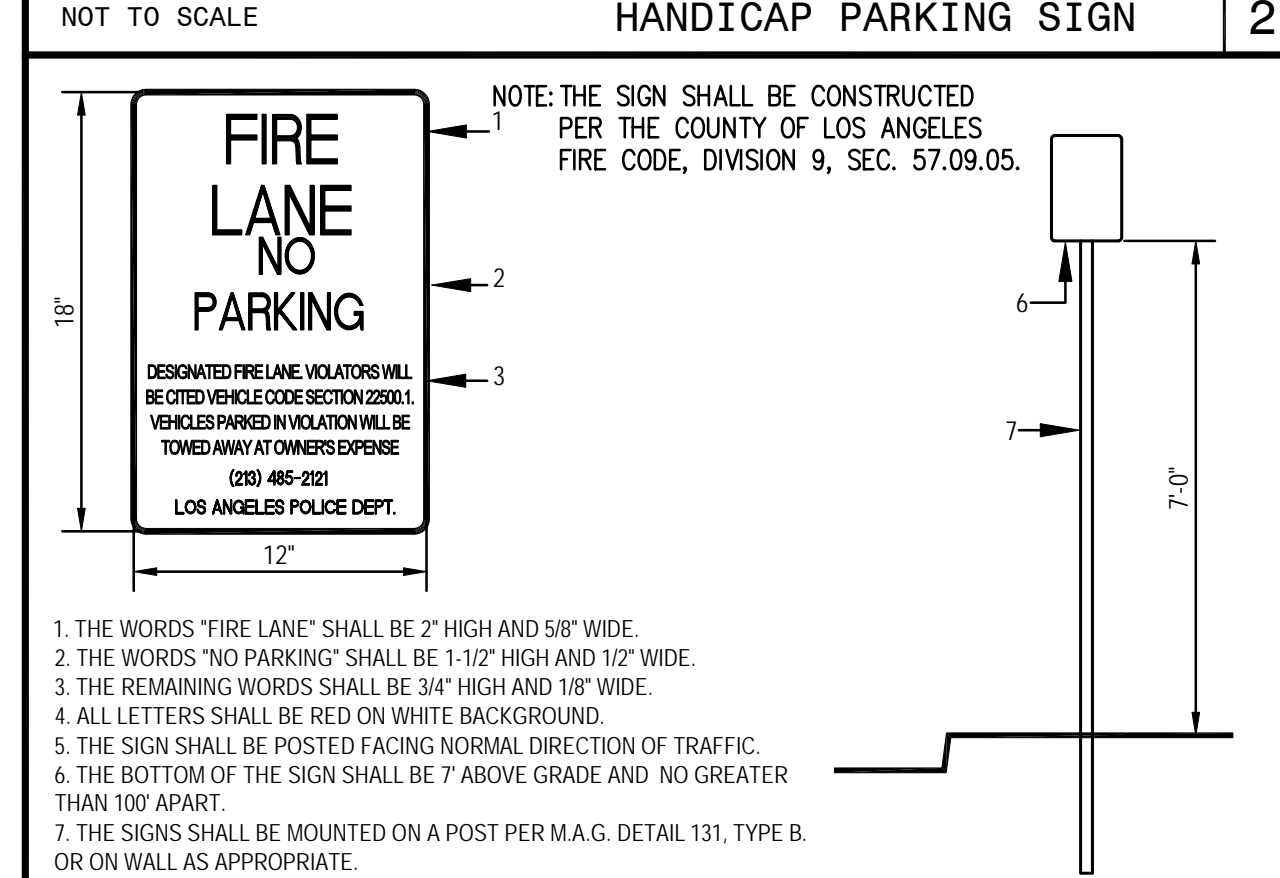 NOT TO SCALE
HANDICAP PARKING SIGN
2
FIRE
LANE
NO
PARKING
DESIGNATED FIRE LANE. VIOLATORS WILL
BE CITED VEHICLE CODE SECTION 22500.1.
VEHICLES PARKED IN VIOLATION WILL BE
TOWED AWAY AT OWNER'S EXPENSE
(213) 485-2121
LOS ANGELES POLICE DEPT.
18"
12"
1
2
3
NOTE: THE SIGN SHALL BE CONSTRUCTED
PER THE COUNTY OF LOS ANGELES
FIRE CODE, DIVISION 9, SEC. 57.09.05.
6
7
7'-0"
1. THE WORDS "FIRE LANE" SHALL BE 2" HIGH AND 5/8" WIDE.
2. THE WORDS "NO PARKING" SHALL BE 1-1/2" HIGH AND 1/2" WIDE.
3. THE REMAINING WORDS SHALL BE 3/4" HIGH AND 1/8" WIDE.
4. ALL LETTERS SHALL BE RED ON WHITE BACKGROUND.
5. THE SIGN SHALL BE POSTED FACING NORMAL DIRECTION OF TRAFFIC.
6. THE BOTTOM OF THE SIGN SHALL BE 7' ABOVE GRADE AND NO GREATER
THAN 100' APART.
7. THE SIGNS SHALL BE MOUNTED ON A POST PER M.A.G. DETAIL 131, TYPE B.
OR ON WALL AS APPROPRIATE.